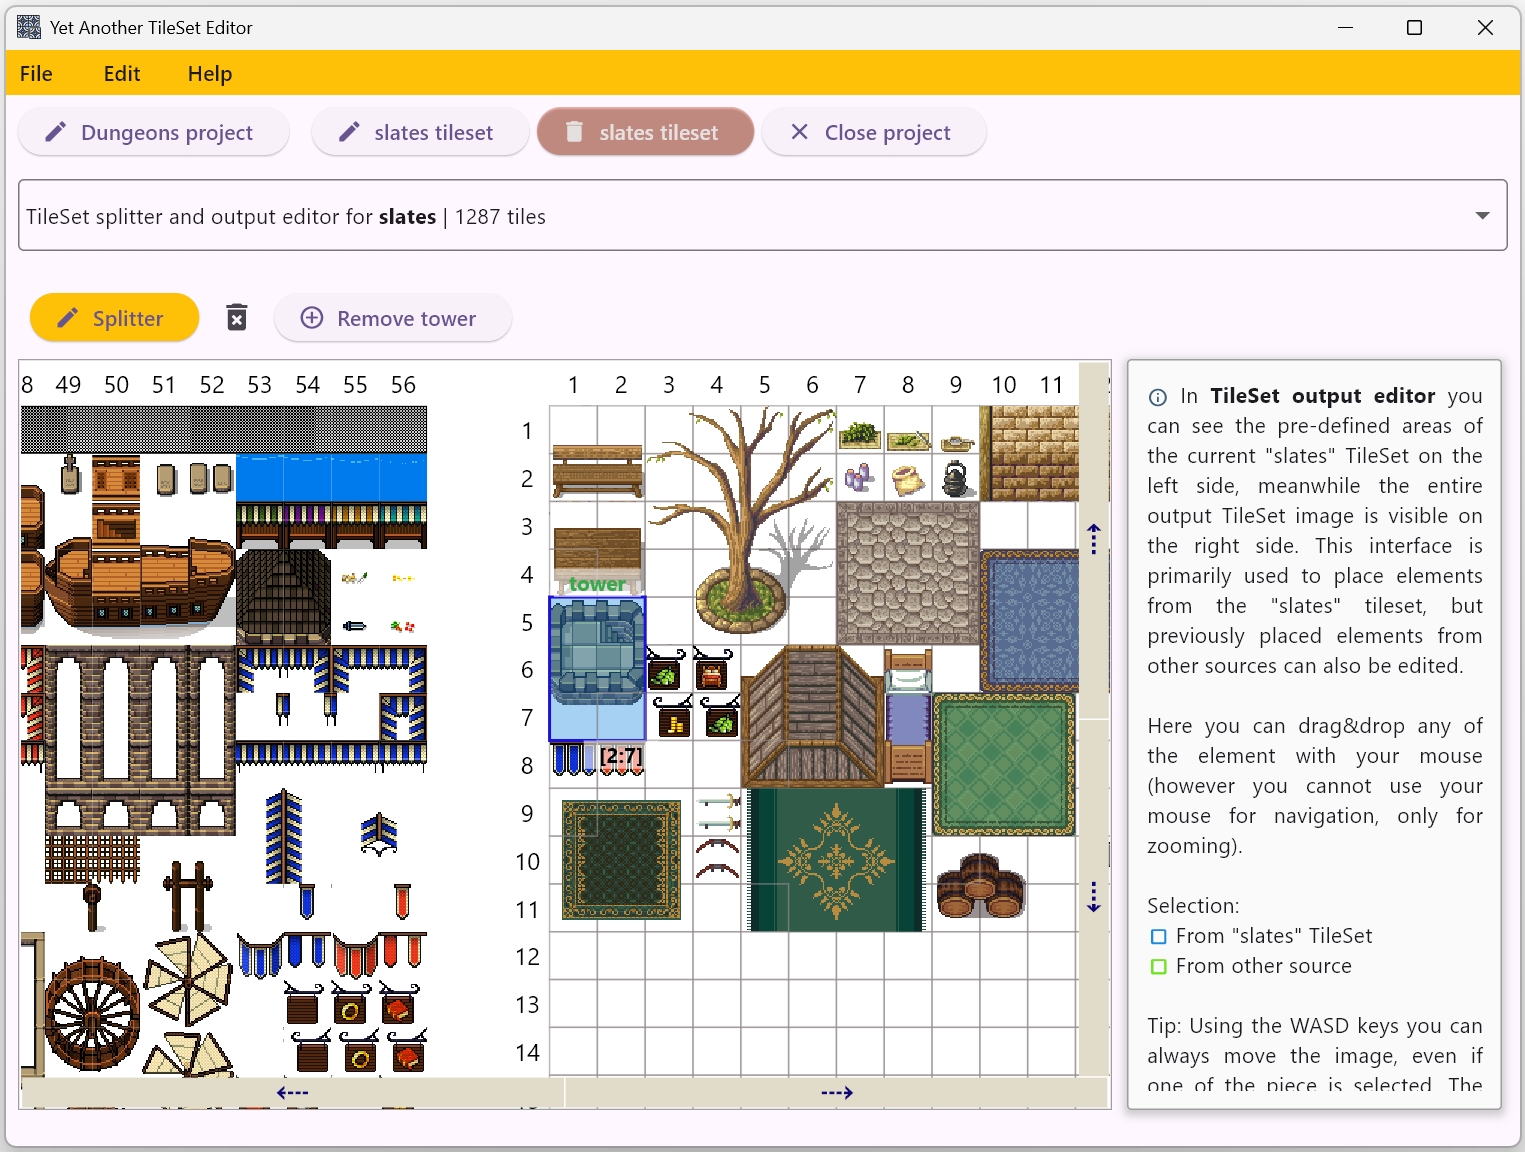 Yet Another TileSet Editor
File Edit Help
Dungeons project slates tileset slates tileset Close project
TileSet splitter and output editor for slates | 1287 tiles
Splitter Remove tower
8 49 50 51 52 53 54 55 56
1 2 3 4 5 6 7 8 9 10 11
1
2
3
4
tower
5
6
7
8
[2:7]
9
10
11
12
13
14
In TileSet output editor you
can see the pre-defined areas of
the current "slates" TileSet on the
left side, meanwhile the entire
output TileSet image is visible on
the right side. This interface is
primarily used to place elements
from the "slates" tileset, but
previously placed elements from
other sources can also be edited.
Here you can drag&drop any of
the element with your mouse
(however you cannot use your
mouse for navigation, only for
zooming).
Selection:
From "slates" TileSet
From other source
Tip: Using the WASD keys you can
always move the image, even if
one of the piece is selected. The